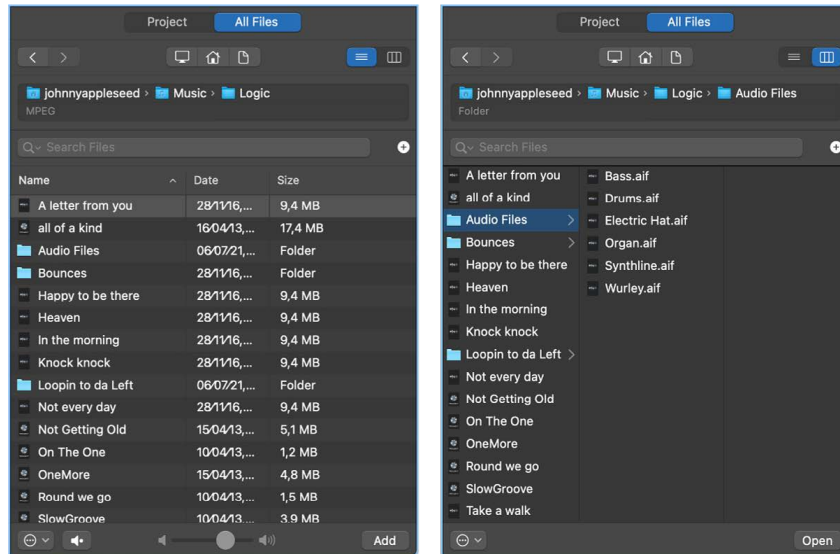 Project All Files
johnnyappleseed › Music › Logic
MPEG
Search Files
Name Date Size
A letter from you 28/11/16,... 9,4 MB
all of a kind 16/04/13,... 17,4 MB
Audio Files 06/07/21,... Folder
Bounces 28/11/16,... Folder
Happy to be there 28/11/16,... 9,4 MB
Heaven 28/11/16,... 9,4 MB
In the morning 28/11/16,... 9,4 MB
Knock knock 28/11/16,... 9,4 MB
Loopin to da Left 06/07/21,... Folder
Not every day 28/11/16,... 9,4 MB
Not Getting Old 15/04/13,... 5,1 MB
On The One 10/04/13,... 1,2 MB
OneMore 15/04/13,... 4,8 MB
Round we go 10/04/13,... 1,5 MB
SlowGroove 10/04/13,... 3,9 MB
Add
Project All Files
johnnyappleseed › Music › Logic › Audio Files
Folder
Search Files
A letter from you
all of a kind
Audio Files
Bounces
Happy to be there
Heaven
In the morning
Knock knock
Loopin to da Left
Not every day
Not Getting Old
On The One
OneMore
Round we go
SlowGroove
Take a walk
Bass.aif
Drums.aif
Electric Hat.aif
Organ.aif
Synthline.aif
Wurley.aif
Open